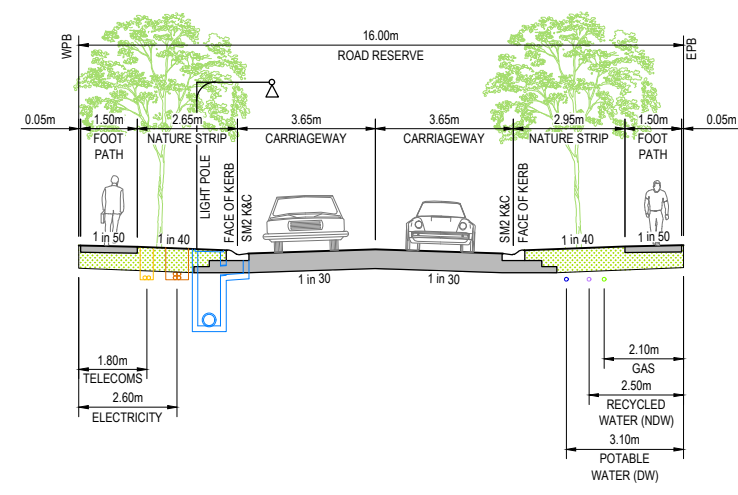 16.00m
ROAD RESERVE
WPB
EPB
0.05m
1.50m
2.65m
3.65m
3.65m
2.95m
1.50m
0.05m
FOOT
PATH
NATURE STRIP
CARRIAGEWAY
CARRIAGEWAY
NATURE STRIP
FOOT
PATH
LIGHT POLE
FACE OF KERB
SM2 K&C
SM2 K&C
FACE OF KERB
1 in 50
1 in 40
1 in 40
1 in 50
1 in 30
1 in 30
1.80m
TELECOMS
2.60m
ELECTRICITY
2.10m
GAS
2.50m
RECYCLED
WATER (NDW)
3.10m
POTABLE
WATER (DW)